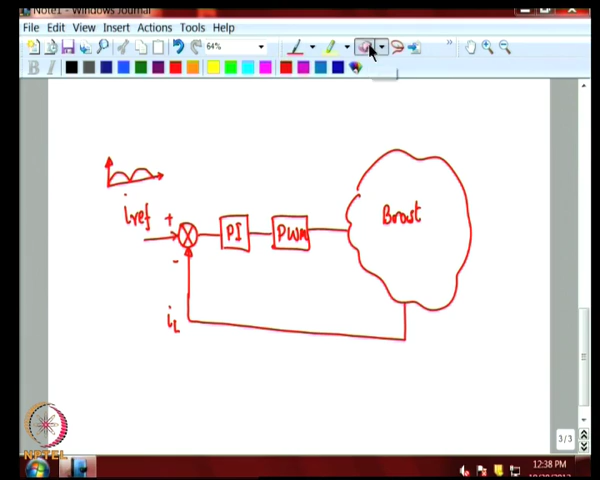 Note1 - Windows Journal
File Edit View Insert Actions Tools Help
64%
B I
Boost
iref + PI PWM
-
iL
NPTEL
3/3
12:38 PM